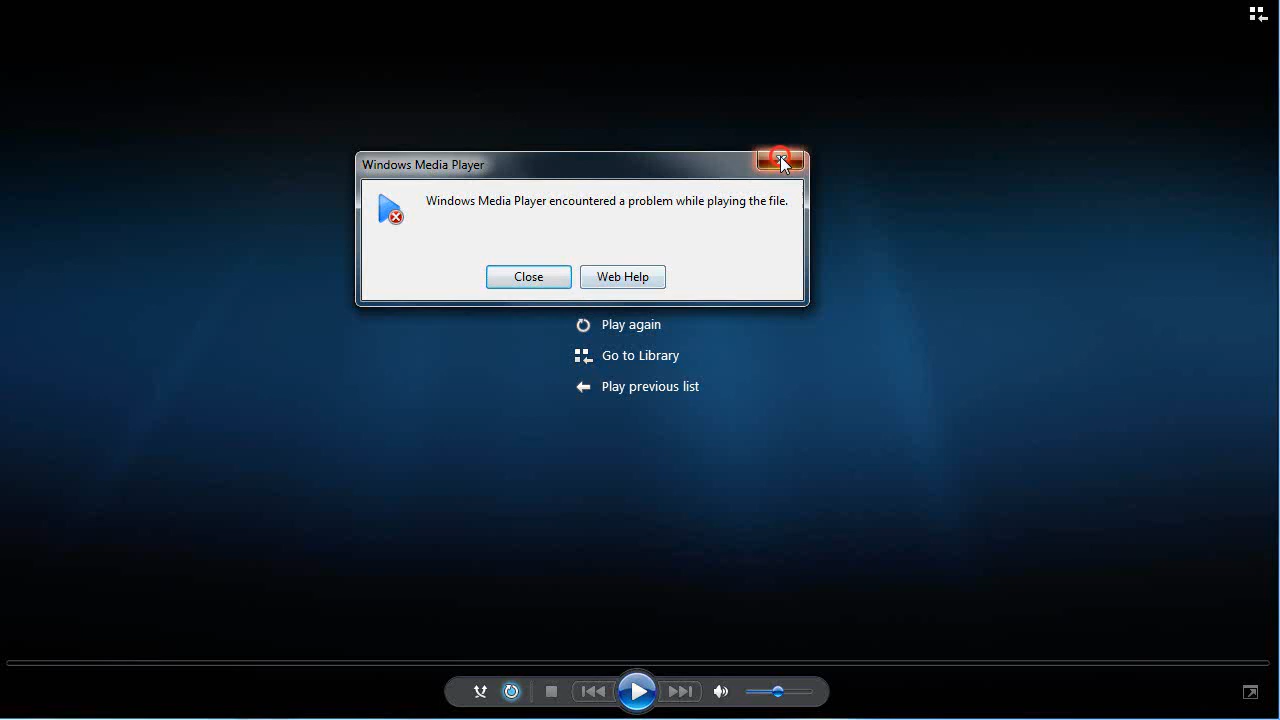 Windows Media Player
Windows Media Player encountered a problem while playing the file.
Close
Web Help
Play again
Go to Library
Play previous list